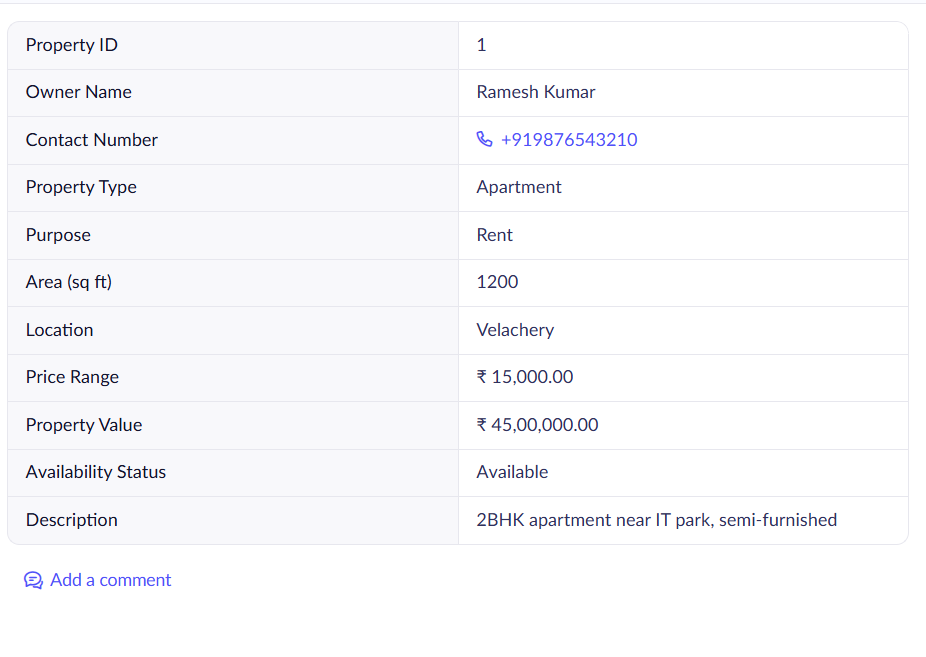 Property ID 1
Owner Name Ramesh Kumar
Contact Number +919876543210
Property Type Apartment
Purpose Rent
Area (sq ft) 1200
Location Velachery
Price Range ₹ 15,000.00
Property Value ₹ 45,00,000.00
Availability Status Available
Description 2BHK apartment near IT park, semi-furnished
Add a comment